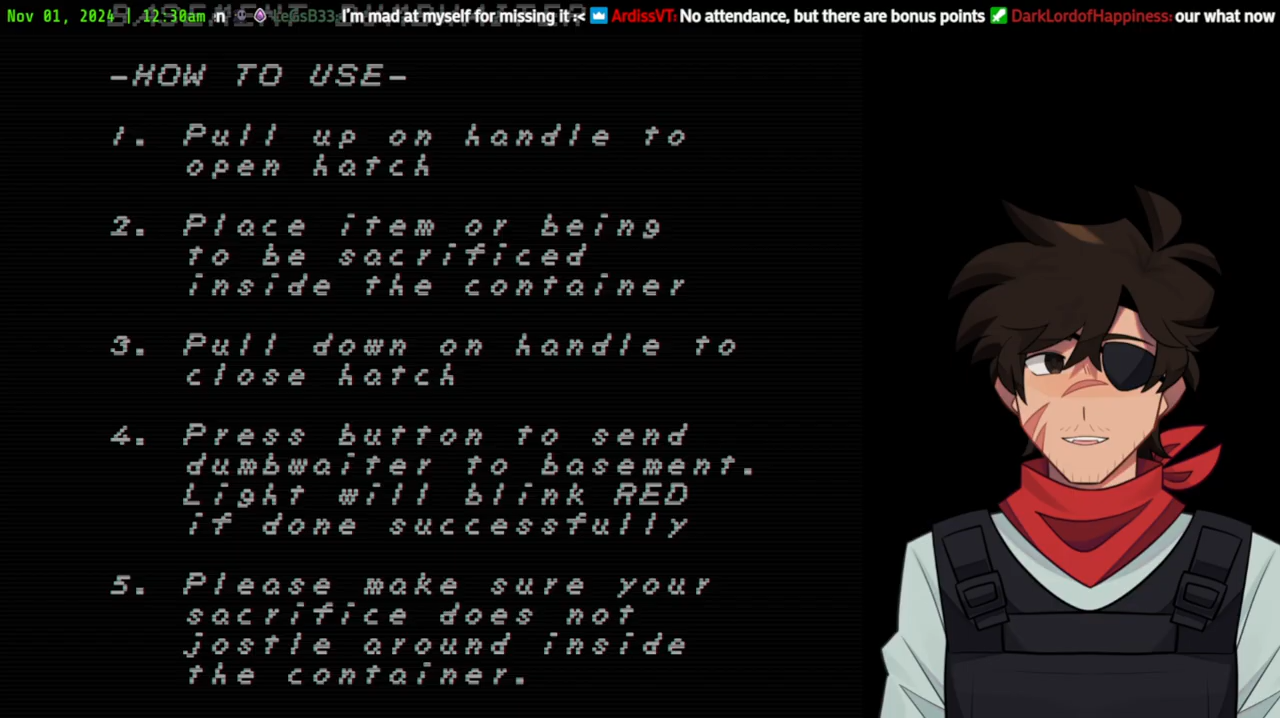 Nov 01, 2024 | 12:30am n KegsB33: I'm mad at myself for missing it :< ArdissVT: No attendance, but there are bonus points DarkLordofHappiness: our what now
-HOW TO USE-
1. Pull up on handle to
open hatch
2. Place item or being
to be sacrificed
inside the container
3. Pull down on handle to
close hatch
4. Press button to send
dumbwaiter to basement.
Light will blink RED
if done successfully
5. Please make sure your
sacrifice does not
jostle around inside
the container.